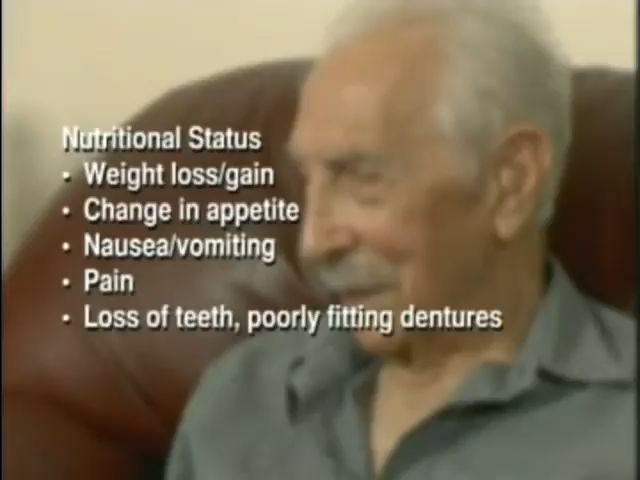 Nutritional Status
• Weight loss/gain
• Change in appetite
• Nausea/vomiting
• Pain
• Loss of teeth, poorly fitting dentures